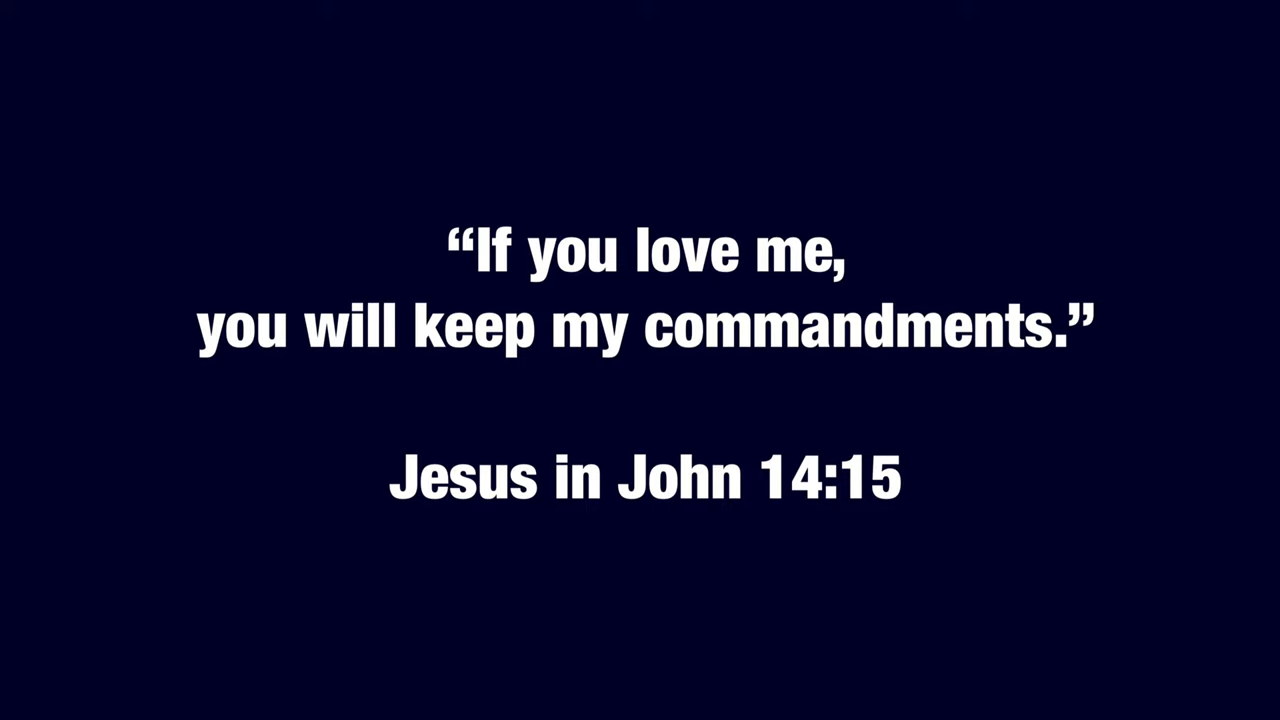 “If you love me,
you will keep my commandments.”
Jesus in John 14:15